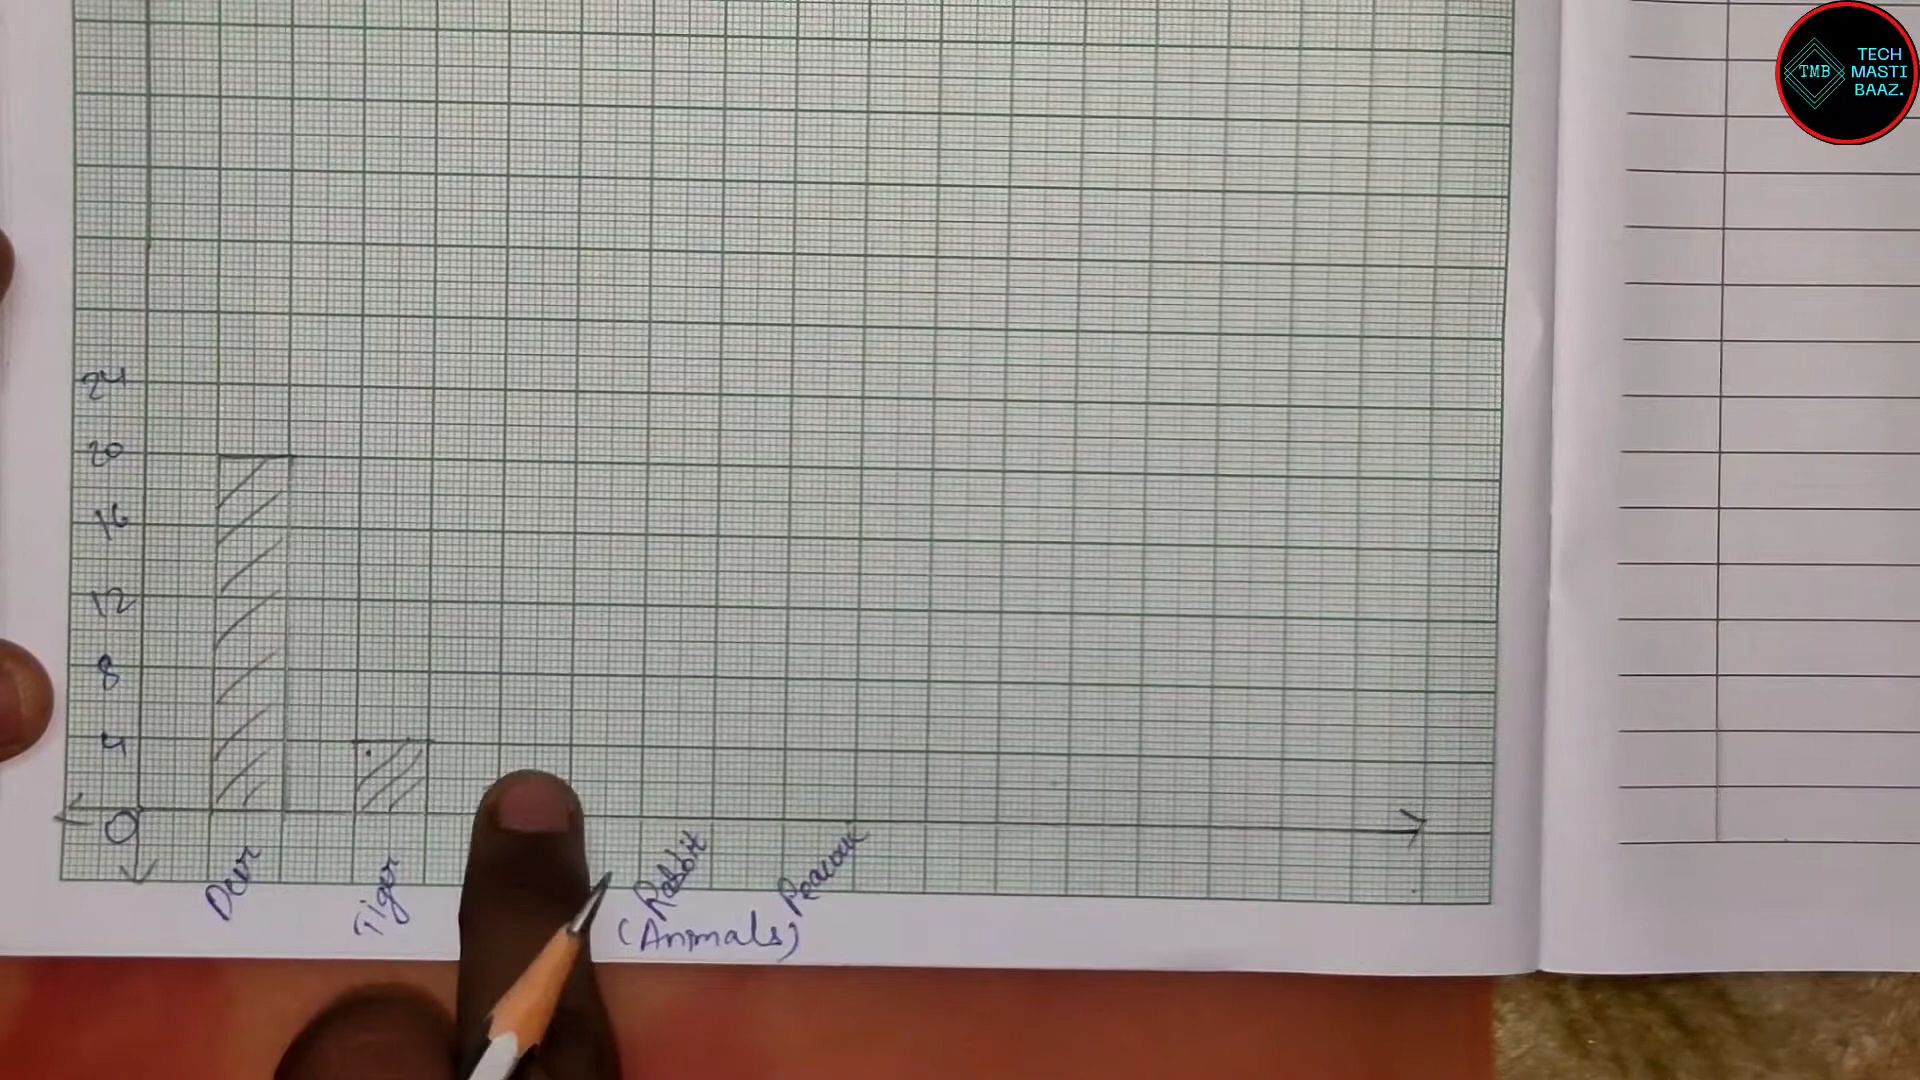 TECH
TMB MASTI
BAAZ.
24
20
16
12
8
4
0
Deer Tiger Rabbit Peacock
(Animals)